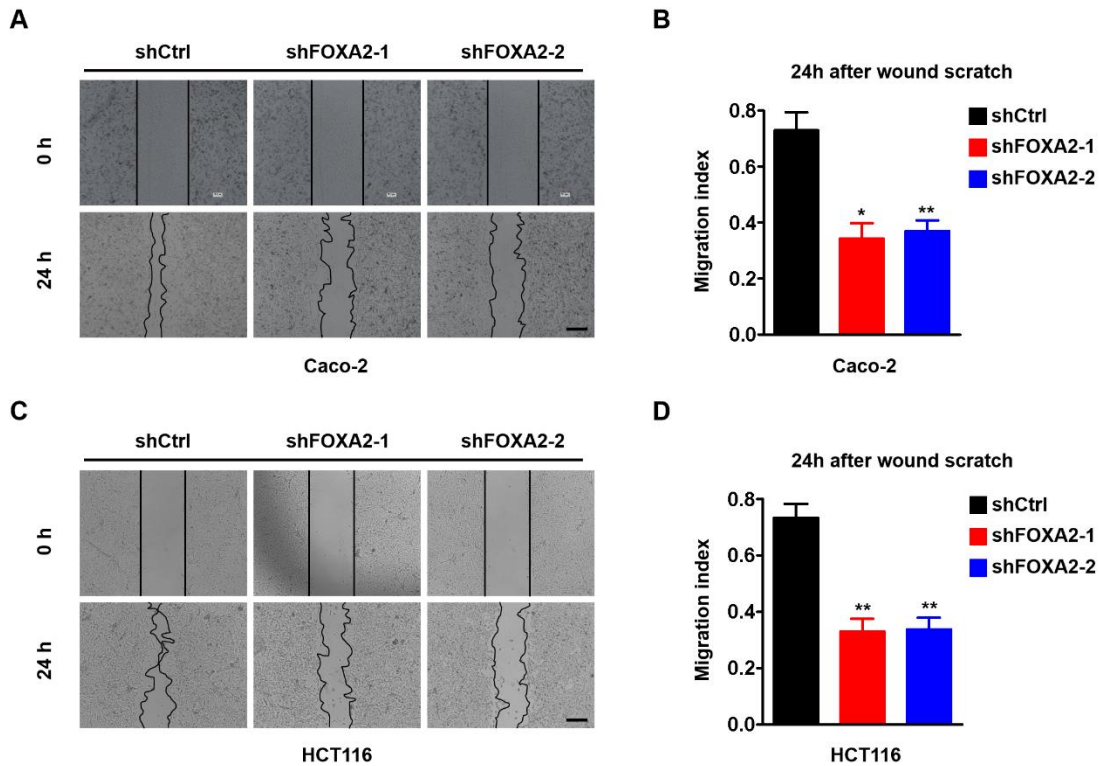 A
shCtrl shFOXA2-1 shFOXA2-2
0 h
24 h
Caco-2
B
24h after wound scratch
Migration index
0.8
0.6
0.4
0.2
0.0
* **
shCtrl
shFOXA2-1
shFOXA2-2
Caco-2
C
shCtrl shFOXA2-1 shFOXA2-2
0 h
24 h
HCT116
D
24h after wound scratch
Migration index
0.8
0.6
0.4
0.2
0.0
** **
shCtrl
shFOXA2-1
shFOXA2-2
HCT116